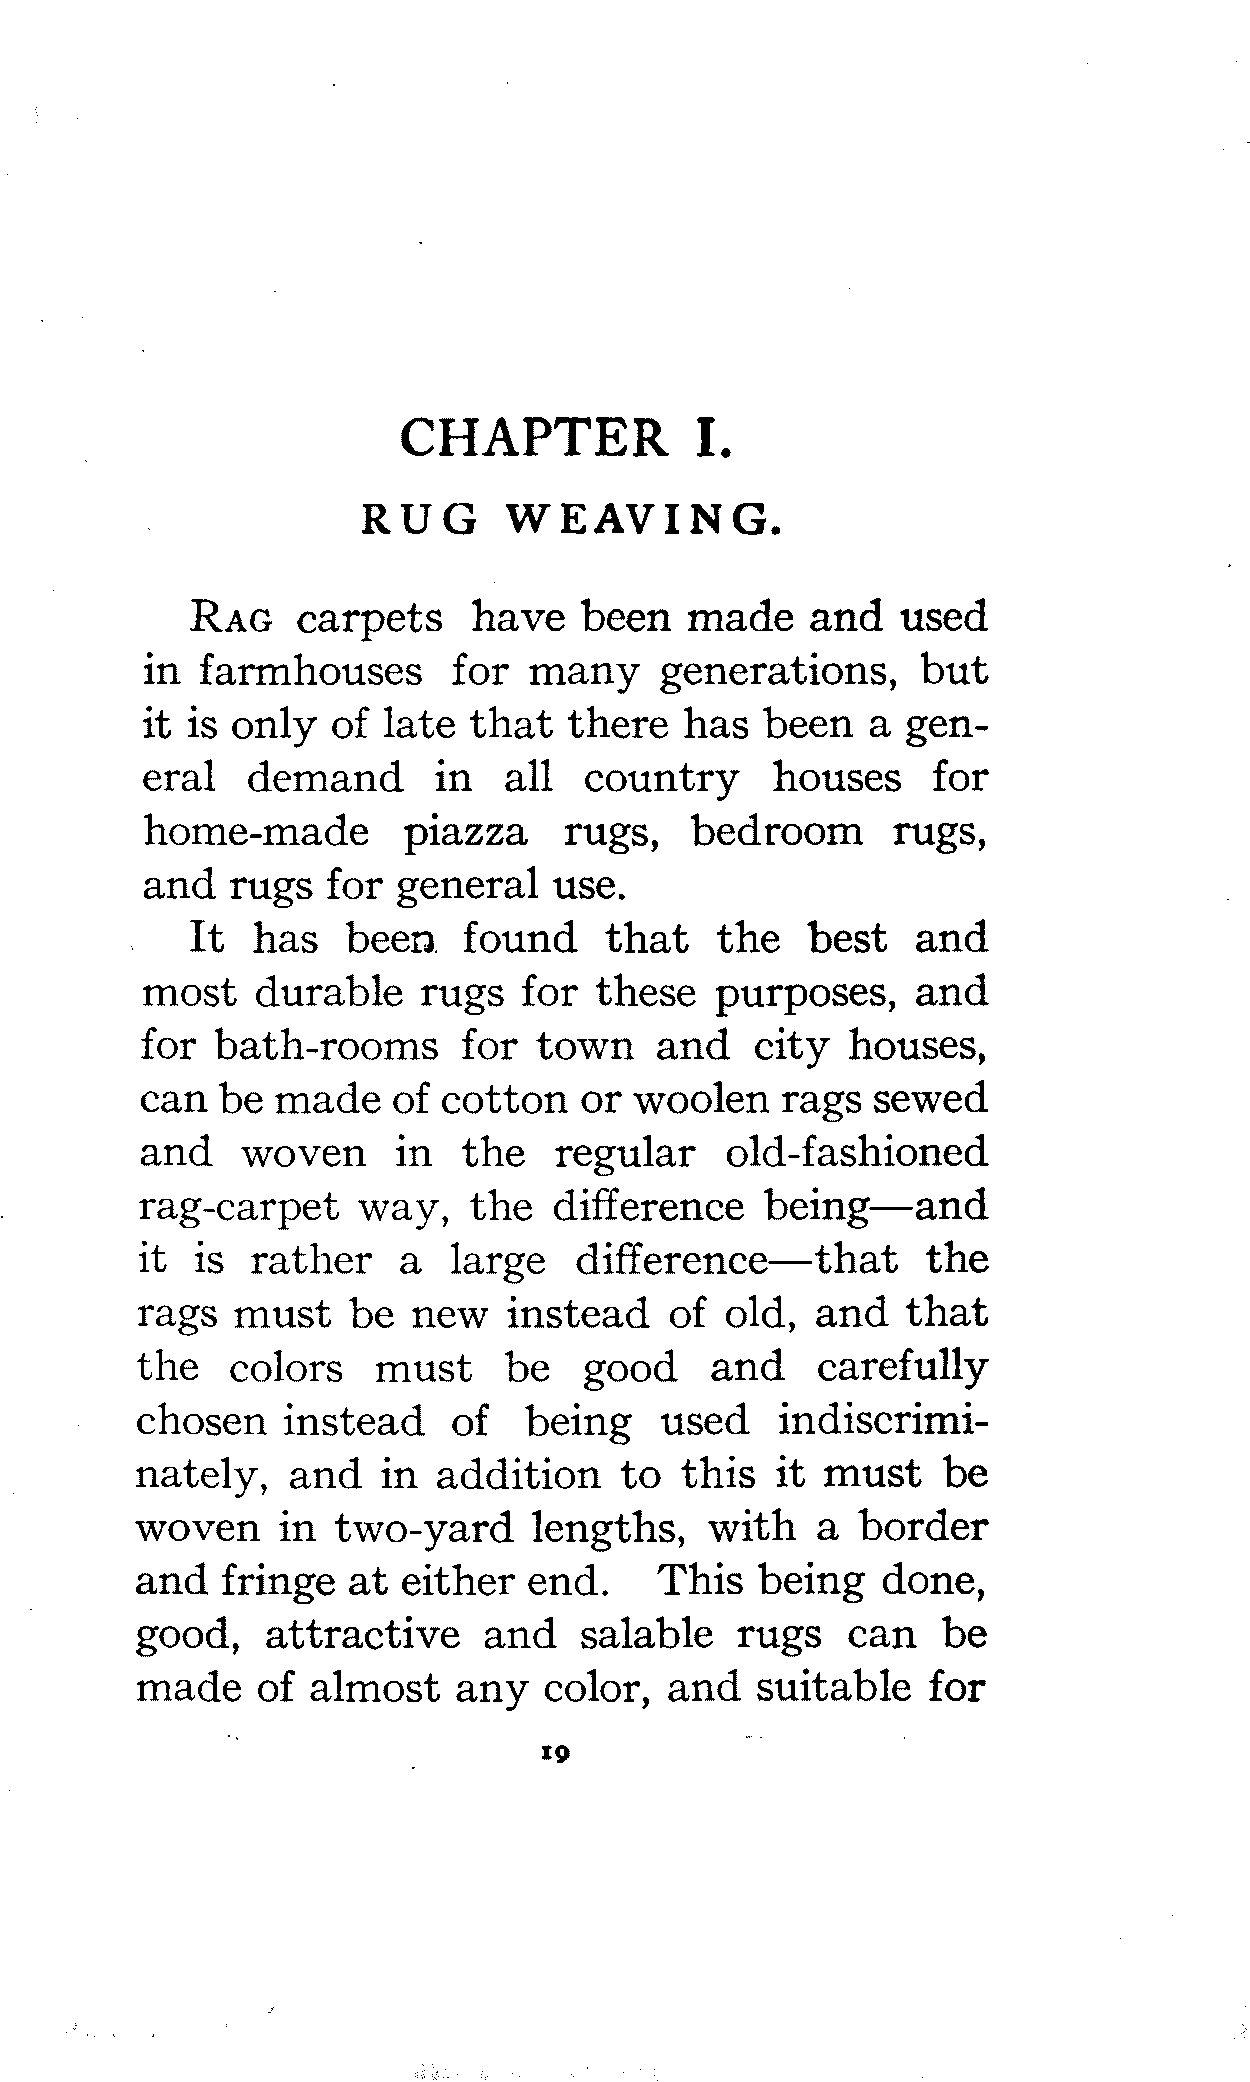 CHAPTER I.
RUG WEAVING.
RAG carpets have been made and used
in farmhouses for many generations, but
it is only of late that there has been a gen-
eral demand in all country houses for
home-made piazza rugs, bedroom rugs,
and rugs for general use.
It has been found that the best and
most durable rugs for these purposes, and
for bath-rooms for town and city houses,
can be made of cotton or woolen rags sewed
and woven in the regular old-fashioned
rag-carpet way, the difference being—and
it is rather a large difference—that the
rags must be new instead of old, and that
the colors must be good and carefully
chosen instead of being used indiscrimi-
nately, and in addition to this it must be
woven in two-yard lengths, with a border
and fringe at either end. This being done,
good, attractive and salable rugs can be
made of almost any color, and suitable for
19